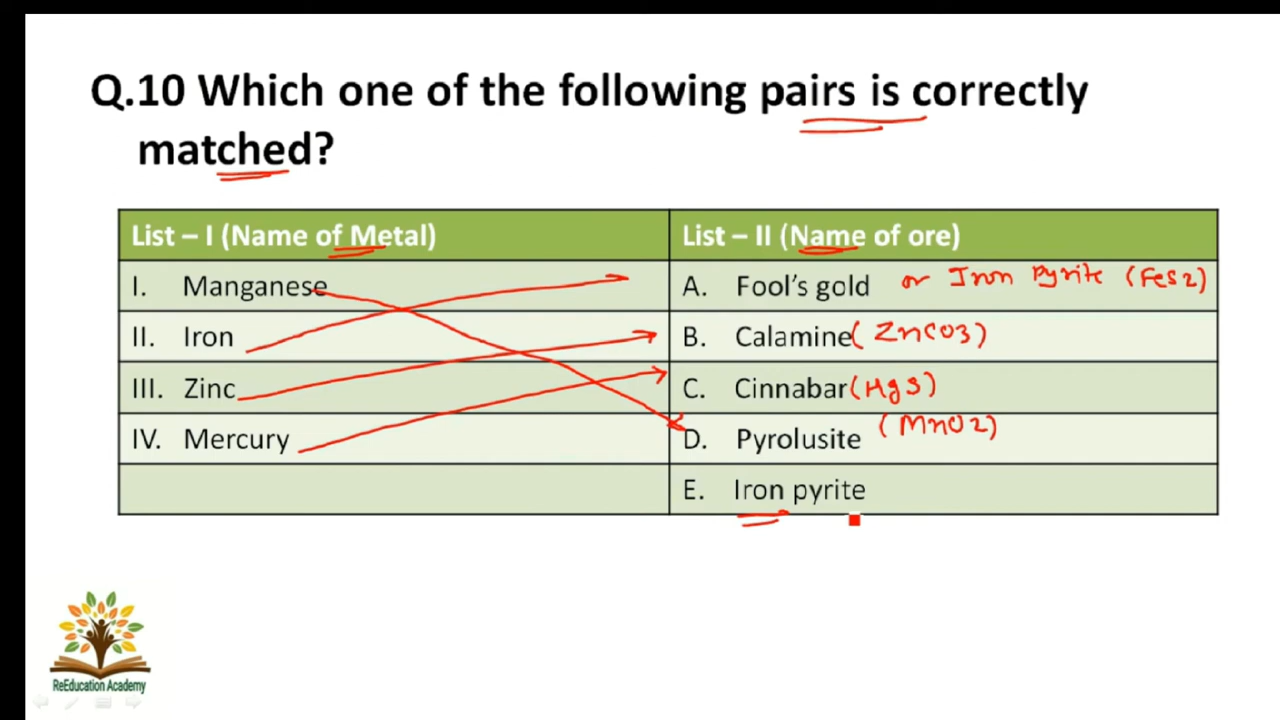 Q.10 Which one of the following pairs is correctly
matched?
List – I (Name of Metal) List – II (Name of ore)
I. Manganese A. Fool's gold or Iron Pyrite (FeS2)
II. Iron B. Calamine (ZnCO3)
III. Zinc C. Cinnabar (HgS)
IV. Mercury D. Pyrolusite (MnO2)
E. Iron pyrite
ReEducation Academy